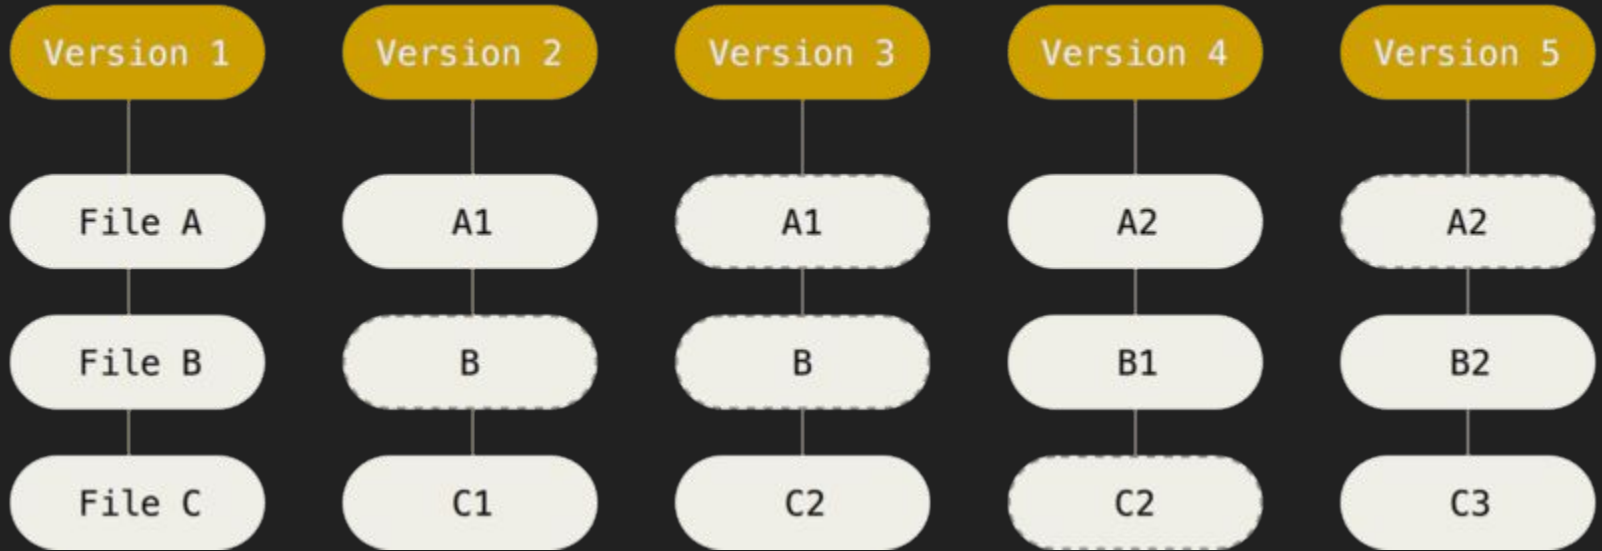 Version 1
Version 2
Version 3
Version 4
Version 5
File A
A1
A1
A2
A2
File B
B
B
B1
B2
File C
C1
C2
C2
C3